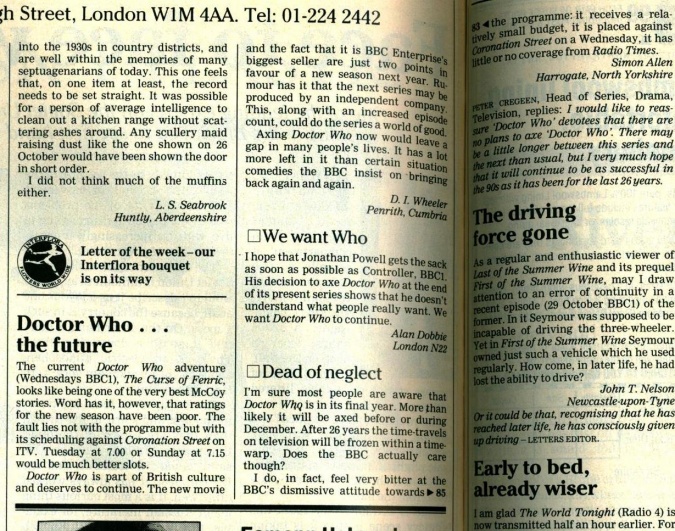 gh Street, London W1M 4AA. Tel: 01-224 2442
into the 1930s in country districts, and
are well within the memories of many
septuagenarians of today. This one feels
that, on one item at least, the record
needs to be set straight. It was possible
for a person of average intelligence to
clean out a kitchen range without scat-
tering ashes around. Any scullery maid
raising dust like the one shown on 26
October would have been shown the door
in short order.
I did not think much of the muffins
either.
L. S. Seabrook
Huntly, Aberdeenshire
INTERFLORA
FLOWERS WORLDWIDE
Letter of the week–our
Interflora bouquet
is on its way
Doctor Who . . .
the future
The current Doctor Who adventure
(Wednesdays BBC1), The Curse of Fenric,
looks like being one of the very best McCoy
stories. Word has it, however, that ratings
for the new season have been poor. The
fault lies not with the programme but with
its scheduling against Coronation Street on
ITV. Tuesday at 7.00 or Sunday at 7.15
would be much better slots.
Doctor Who is part of British culture
and deserves to continue. The new movie
and the fact that it is BBC Enterprise's
biggest seller are just two points in
favour of a new season next year. Ru-
mour has it that the next series may be
produced by an independent company.
This, along with an increased episode
count, could do the series a world of good.
Axing Doctor Who now would leave a
gap in many people's lives. It has a lot
more left in it than certain situation
comedies the BBC insist on bringing
back again and again.
D. I. Wheeler
Penrith, Cumbria
□We want Who
I hope that Jonathan Powell gets the sack
as soon as possible as Controller, BBC1.
His decision to axe Doctor Who at the end
of its present series shows that he doesn't
understand what people really want. We
want Doctor Who to continue.
Alan Dobbie
London N22
□Dead of neglect
I'm sure most people are aware that
Doctor Who is in its final year. More than
likely it will be axed before or during
December. After 26 years the time-travels
on television will be frozen within a time-
warp. Does the BBC actually care
though?
I do, in fact, feel very bitter at the
BBC's dismissive attitude towards ▶ 85
83 ◀ the programme: it receives a rela-
tively small budget, it is placed against
Coronation Street on a Wednesday, it has
little or no coverage from Radio Times.
Simon Allen
Harrogate, North Yorkshire
PETER CREGEEN, Head of Series, Drama,
Television, replies: I would like to reas-
sure 'Doctor Who' devotees that there are
no plans to axe 'Doctor Who'. There may
be a little longer between this series and
the next than usual, but I very much hope
that it will continue to be as successful in
the 90s as it has been for the last 26 years.
The driving
force gone
As a regular and enthusiastic viewer of
Last of the Summer Wine and its prequel
First of the Summer Wine, may I draw
attention to an error of continuity in a
recent episode (29 October BBC1) of the
former. In it Seymour was supposed to be
incapable of driving the three-wheeler.
Yet in First of the Summer Wine Seymour
owned just such a vehicle which he used
regularly. How come, in later life, he had
lost the ability to drive?
John T. Nelson
Newcastle-upon-Tyne
Or it could be that, recognising that he has
reached later life, he has consciously given
up driving – LETTERS EDITOR.
Early to bed,
already wiser
I am glad The World Tonight (Radio 4) is
now transmitted half an hour earlier. For